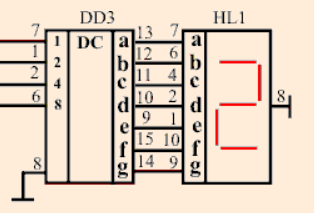 DD3 HL1
7 1 DC a 13 7 a
1 2 b 12 6 b
2 4 c 11 4 c
6 8 d 10 2 d 8
e 9 1 e
f 15 10 f
8 g 14 9 g